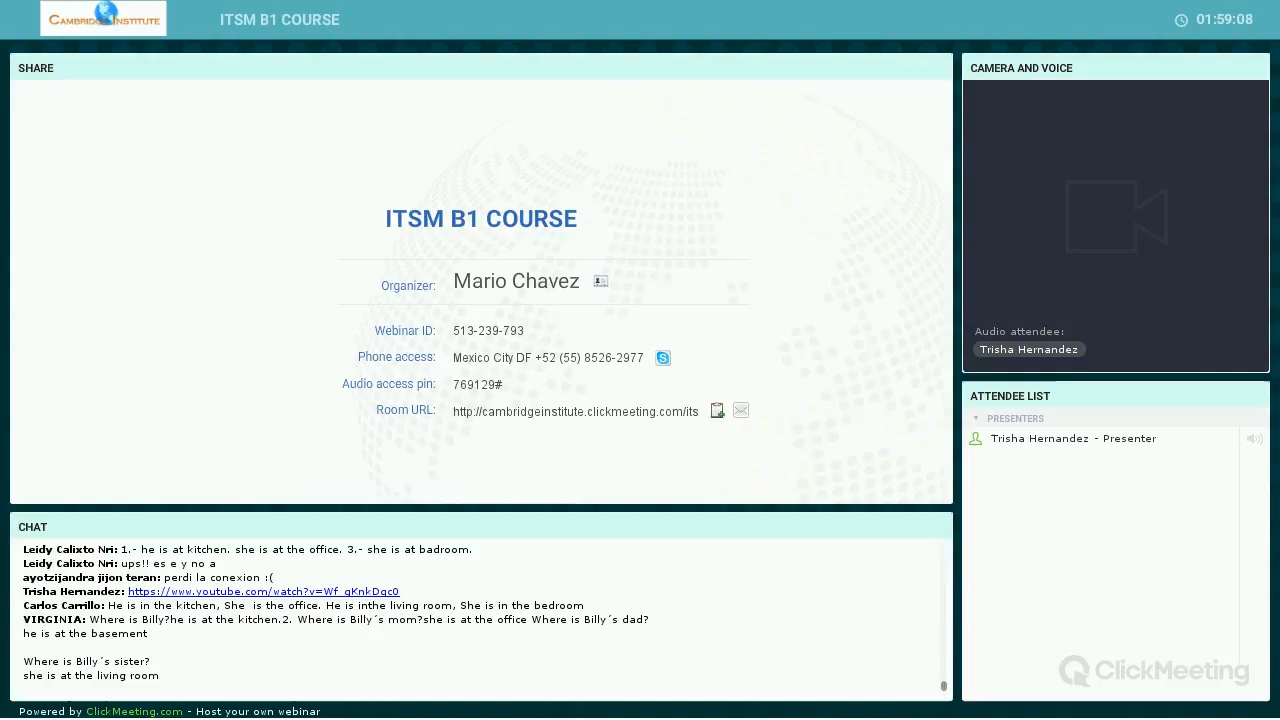 CAMBRIDGE INSTITUTE
ITSM B1 COURSE
01:59:08
SHARE
ITSM B1 COURSE
Organizer: Mario Chavez
Webinar ID: 513-239-793
Phone access: Mexico City DF +52 (55) 8526-2977
Audio access pin: 769129#
Room URL: http://cambridgeinstitute.clickmeeting.com/its
CAMERA AND VOICE
Audio attendee:
Trisha Hernandez
ATTENDEE LIST
PRESENTERS
Trisha Hernandez - Presenter
ClickMeeting
CHAT
Leidy Calixto Nri: 1.- he is at kitchen. she is at the office. 3.- she is at badroom.
Leidy Calixto Nri: ups!! es e y no a
ayotzijandra jijon teran: perdi la conexion :(
Trisha Hernandez: https://www.youtube.com/watch?v=Wf_qKnkDqc0
Carlos Carrillo: He is in the kitchen, She  is the office. He is inthe living room, She is in the bedroom
VIRGINIA: Where is Billy?he is at the kitchen.2. Where is Billy´s mom?she is at the office Where is Billy´s dad?
he is at the basement
Where is Billy´s sister?
she is at the living room
Powered by ClickMeeting.com - Host your own webinar